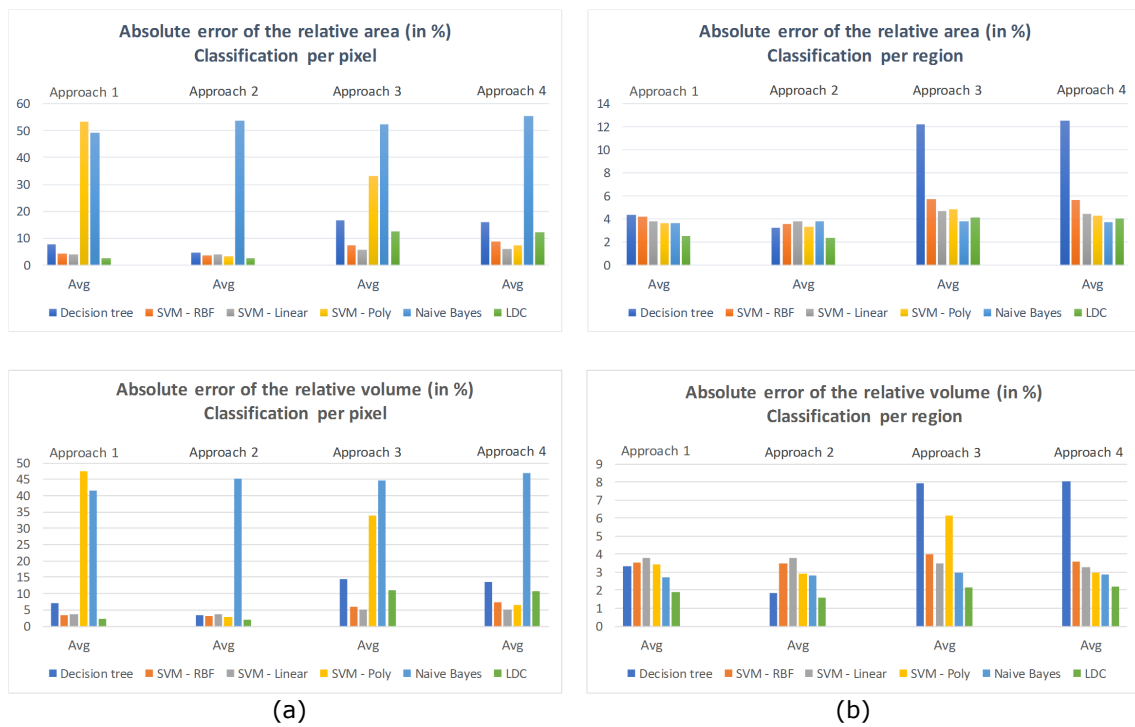 Absolute error of the relative area (in %)
Classification per pixel
Approach 1 Approach 2 Approach 3 Approach 4
60
50
40
30
20
10
0
Avg Avg Avg Avg
Decision tree SVM - RBF SVM - Linear SVM - Poly Naive Bayes LDC
Absolute error of the relative area (in %)
Classification per region
Approach 1 Approach 2 Approach 3 Approach 4
14
12
10
8
6
4
2
0
Avg Avg Avg Avg
Decision tree SVM - RBF SVM - Linear SVM - Poly Naive Bayes LDC
Absolute error of the relative volume (in %)
Classification per pixel
Approach 1 Approach 2 Approach 3 Approach 4
50
45
40
35
30
25
20
15
10
5
0
Avg Avg Avg Avg
Decision tree SVM - RBF SVM - Linear SVM - Poly Naive Bayes LDC
Absolute error of the relative volume (in %)
Classification per region
Approach 1 Approach 2 Approach 3 Approach 4
9
8
7
6
5
4
3
2
1
0
Avg Avg Avg Avg
Decision tree SVM - RBF SVM - Linear SVM - Poly Naive Bayes LDC
(a) (b)